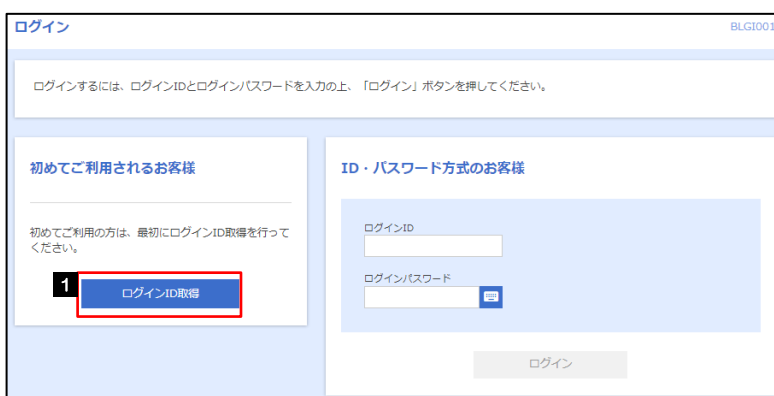 ログイン
BLGI001
ログインするには、ログインIDとログインパスワードを入力の上、「ログイン」ボタンを押してください。
初めてご利用されるお客様
初めてご利用の方は、最初にログインID取得を行って
ください。
1
ログインID取得
ID・パスワード方式のお客様
ログインID
ログインパスワード
ログイン